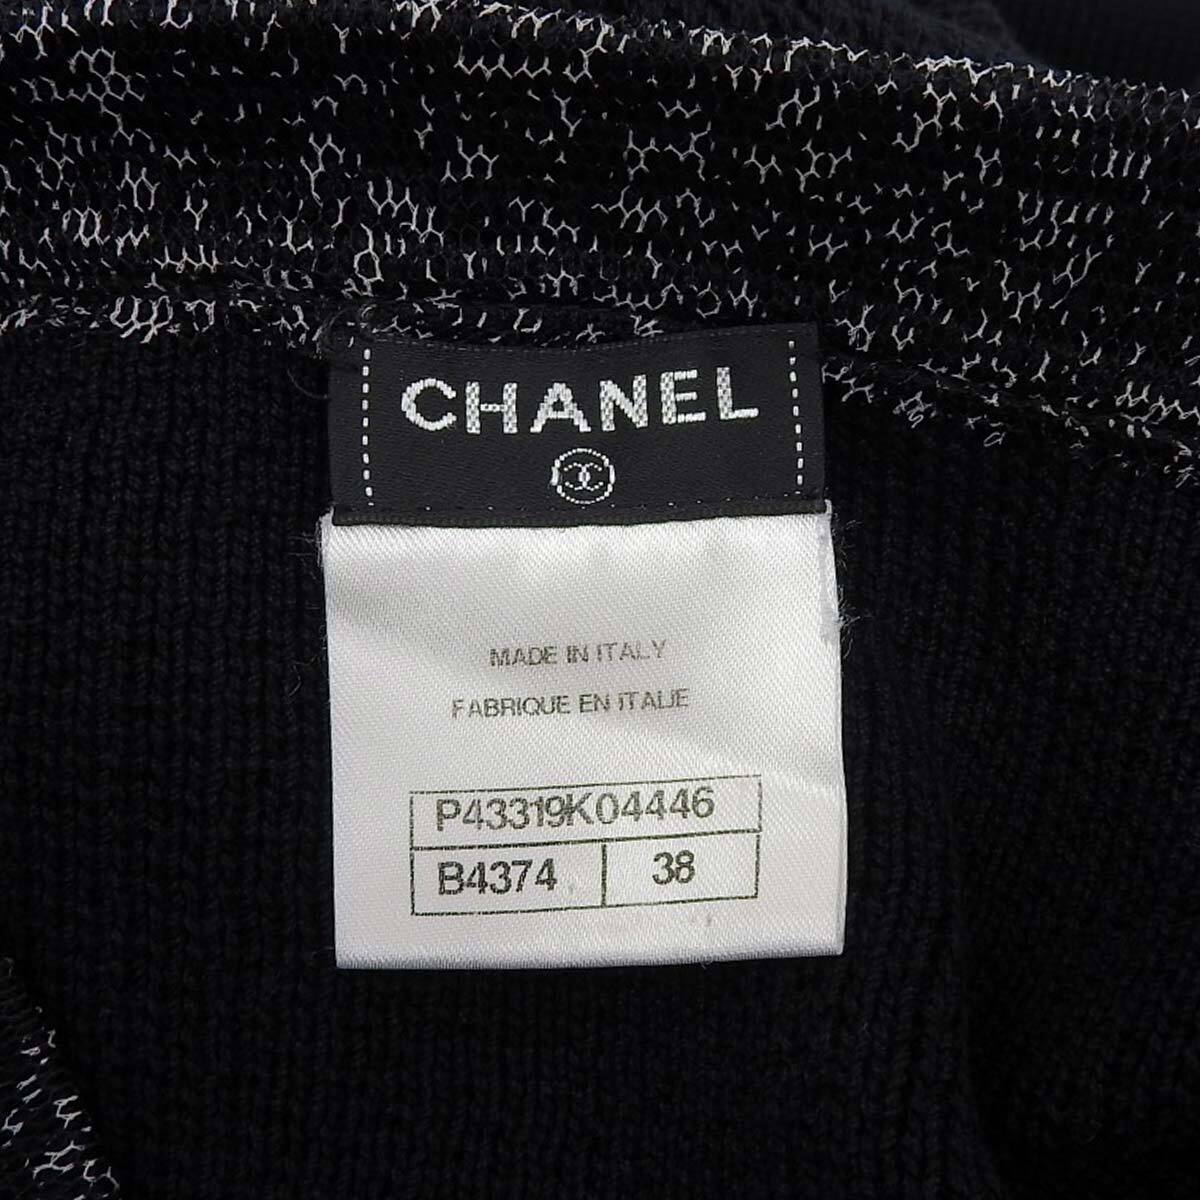 CHANEL
MADE IN ITALY
FABRIQUE EN ITALIE
P43319K04446
B4374 38